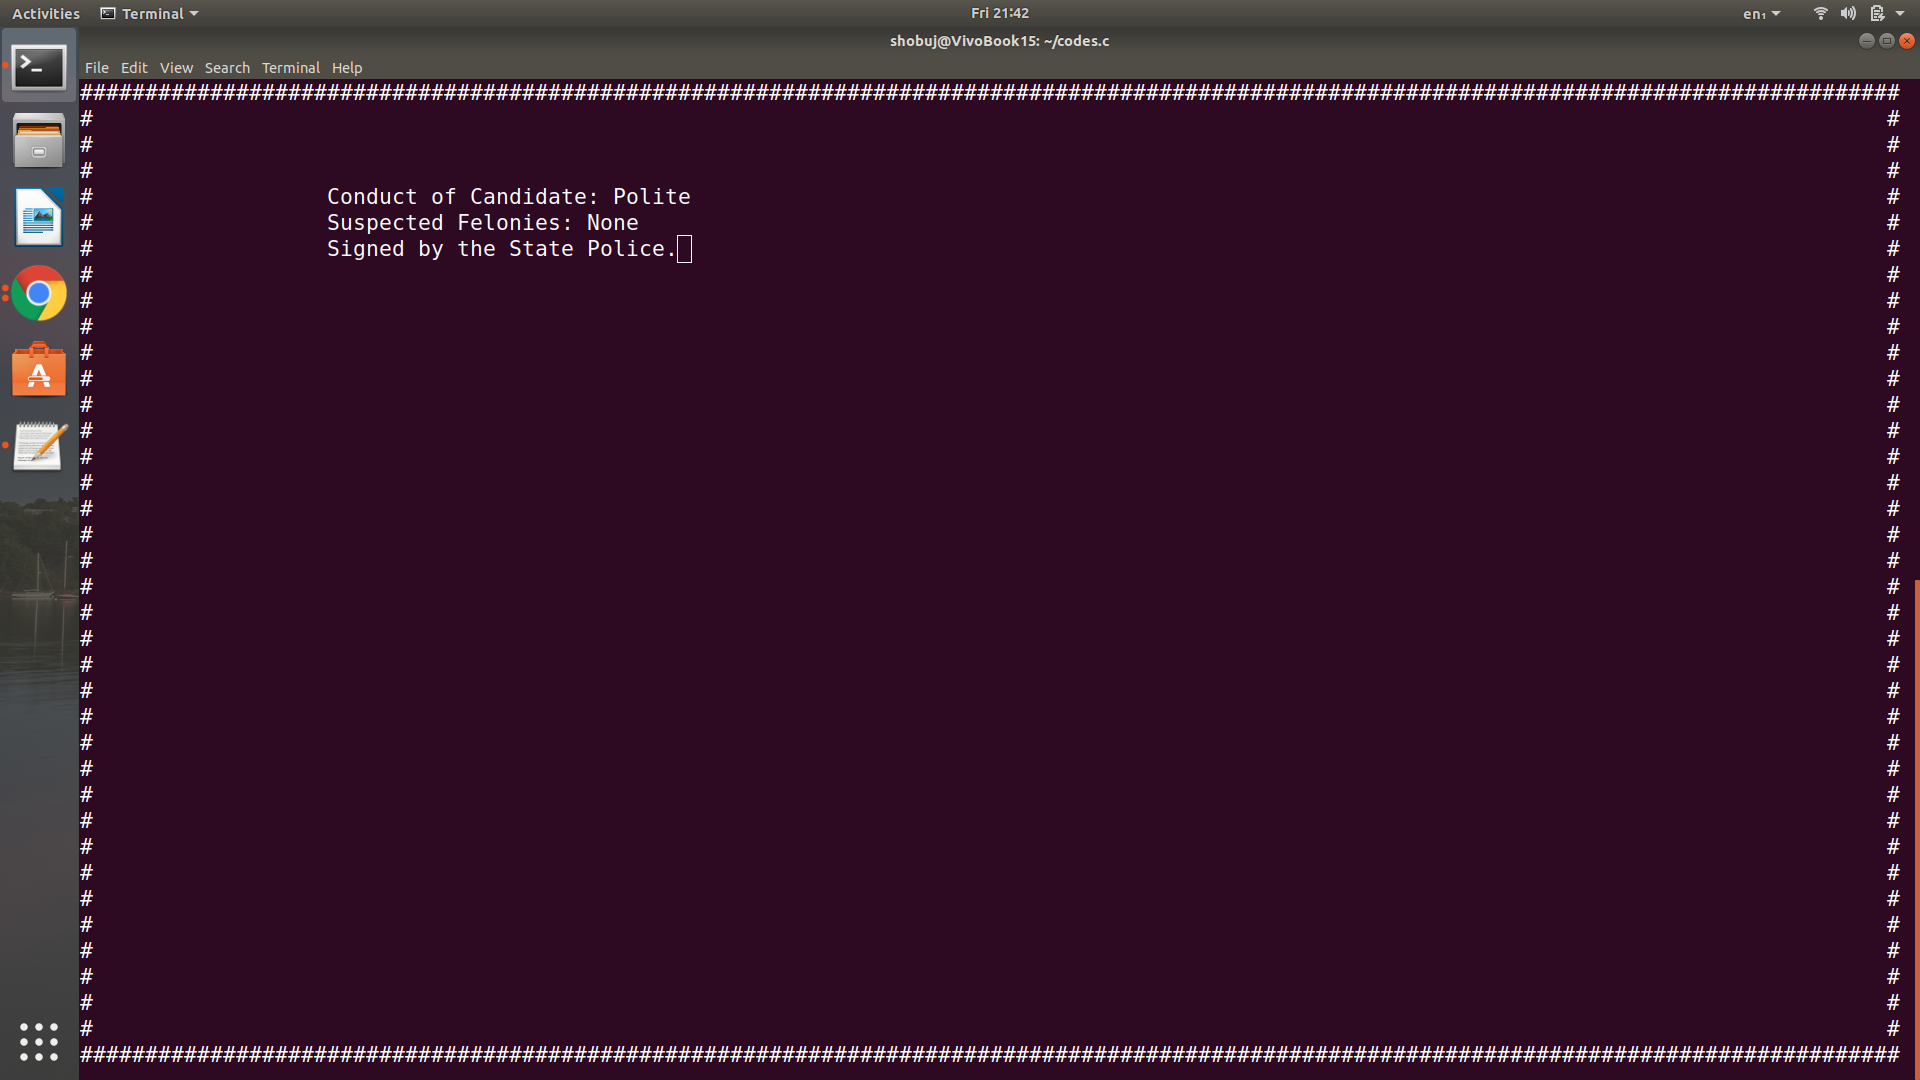 Activities Terminal Fri 21:42 en₁
shobuj@VivoBook15: ~/codes.c
File Edit View Search Terminal Help
Conduct of Candidate: Polite
Suspected Felonies: None
Signed by the State Police.